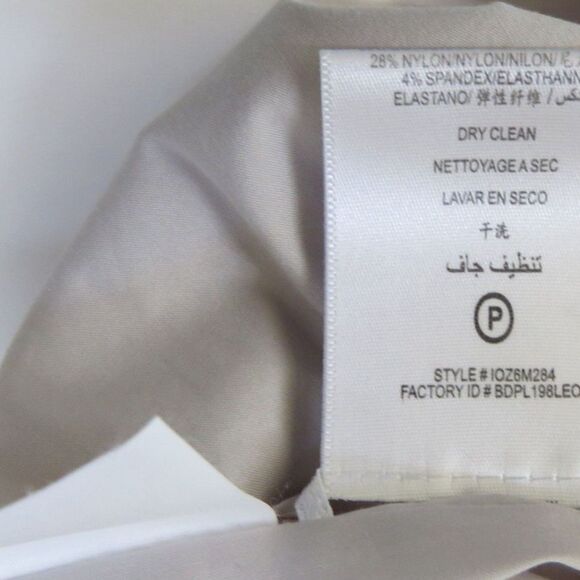 28% NYLON/NYLON/NILON/尼
4% SPANDEX/ELASTHANN
ELASTANO/ 弹性纤维 /
DRY CLEAN
NETTOYAGE A SEC
LAVAR EN SECO
干洗
تنظيف جاف
P
STYLE # IOZ6M284
FACTORY ID # BDPL198LEO